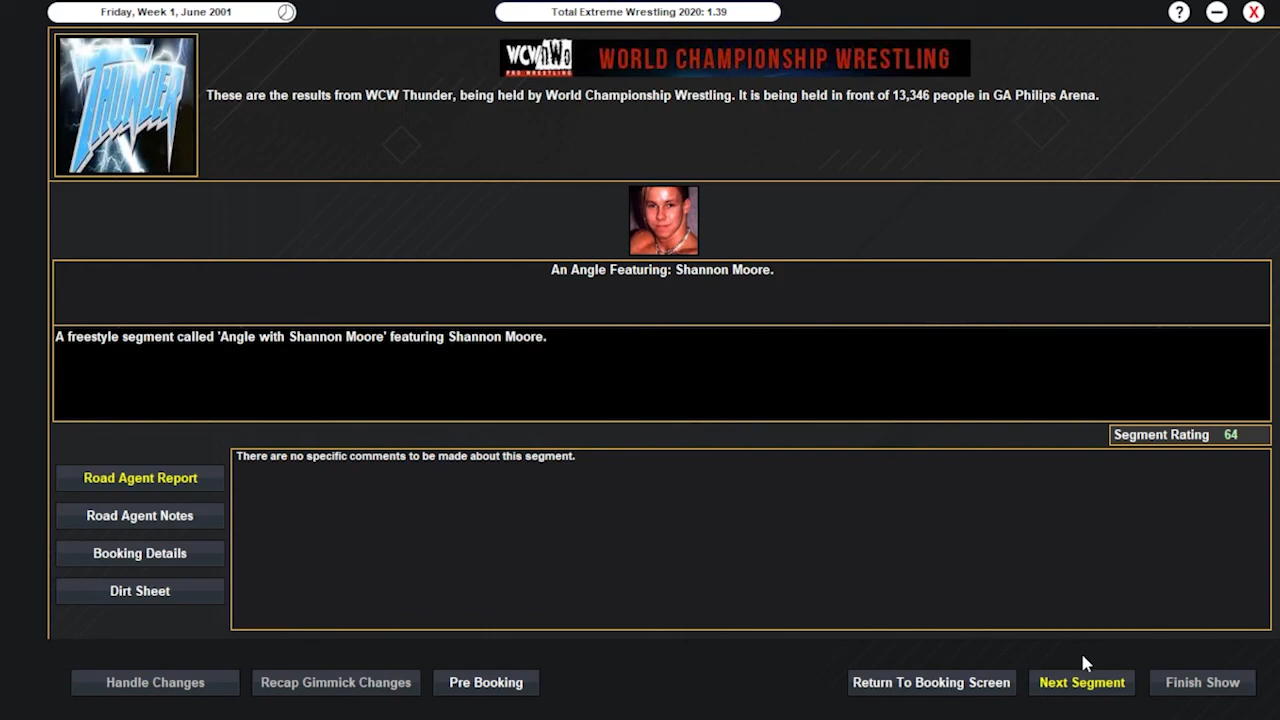 Friday, Week 1, June 2001
Total Extreme Wrestling 2020: 1.39
?
X
THUNDER
WCW nWo
PRO WRESTLING
WORLD CHAMPIONSHIP WRESTLING
These are the results from WCW Thunder, being held by World Championship Wrestling. It is being held in front of 13,346 people in GA Philips Arena.
An Angle Featuring: Shannon Moore.
A freestyle segment called 'Angle with Shannon Moore' featuring Shannon Moore.
Segment Rating 64
There are no specific comments to be made about this segment.
Road Agent Report
Road Agent Notes
Booking Details
Dirt Sheet
Handle Changes
Recap Gimmick Changes
Pre Booking
Return To Booking Screen
Next Segment
Finish Show